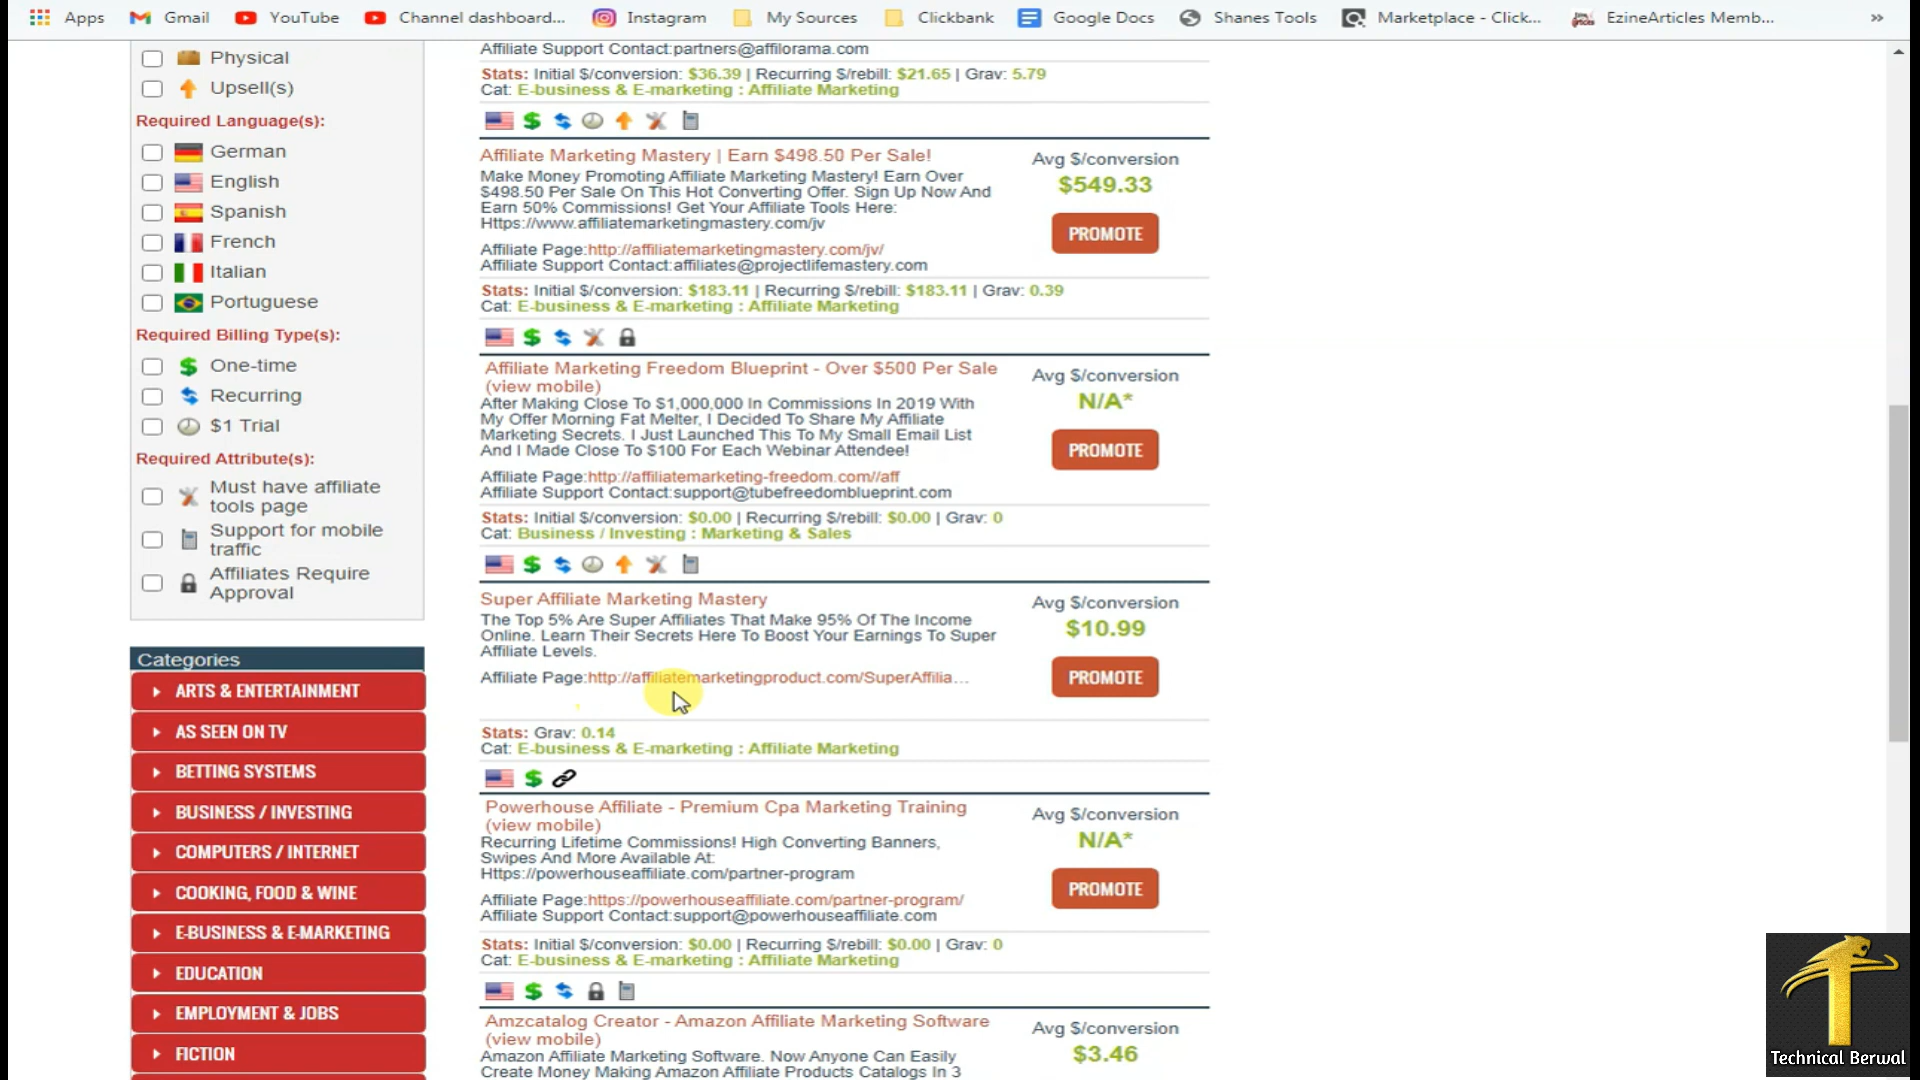 Apps
Gmail
YouTube
Channel dashboard...
Instagram
My Sources
Clickbank
Google Docs
Shanes Tools
Marketplace - Click...
EzineArticles Memb...
»
Physical
Upsell(s)
Required Language(s):
German
English
Spanish
French
Italian
Portuguese
Required Billing Type(s):
One-time
Recurring
$1 Trial
Required Attribute(s):
Must have affiliate
tools page
Support for mobile
traffic
Affiliates Require
Approval
Categories
ARTS & ENTERTAINMENT
AS SEEN ON TV
BETTING SYSTEMS
BUSINESS / INVESTING
COMPUTERS / INTERNET
COOKING, FOOD & WINE
E-BUSINESS & E-MARKETING
EDUCATION
EMPLOYMENT & JOBS
FICTION
Affiliate Support Contact:partners@affilorama.com
Stats: Initial $/conversion: $36.39 | Recurring $/rebill: $21.65 | Grav: 5.79
Cat: E-business & E-marketing : Affiliate Marketing
Affiliate Marketing Mastery | Earn $498.50 Per Sale!
Make Money Promoting Affiliate Marketing Mastery! Earn Over
$498.50 Per Sale On This Hot Converting Offer. Sign Up Now And
Earn 50% Commissions! Get Your Affiliate Tools Here:
Https://www.affiliatemarketingmastery.com/jv
Affiliate Page:http://affiliatemarketingmastery.com/jv/
Affiliate Support Contact:affiliates@projectlifemastery.com
Avg $/conversion
$549.33
PROMOTE
Stats: Initial $/conversion: $183.11 | Recurring $/rebill: $183.11 | Grav: 0.39
Cat: E-business & E-marketing : Affiliate Marketing
Affiliate Marketing Freedom Blueprint - Over $500 Per Sale
(view mobile)
After Making Close To $1,000,000 In Commissions In 2019 With
My Offer Morning Fat Melter, I Decided To Share My Affiliate
Marketing Secrets. I Just Launched This To My Small Email List
And I Made Close To $100 For Each Webinar Attendee!
Affiliate Page:http://affiliatemarketing-freedom.com//aff
Affiliate Support Contact:support@tubefreedomblueprint.com
Avg $/conversion
N/A*
PROMOTE
Stats: Initial $/conversion: $0.00 | Recurring $/rebill: $0.00 | Grav: 0
Cat: Business / Investing : Marketing & Sales
Super Affiliate Marketing Mastery
The Top 5% Are Super Affiliates That Make 95% Of The Income
Online. Learn Their Secrets Here To Boost Your Earnings To Super
Affiliate Levels.
Affiliate Page:http://affiliatemarketingproduct.com/SuperAffilia...
Avg $/conversion
$10.99
PROMOTE
Stats: Grav: 0.14
Cat: E-business & E-marketing : Affiliate Marketing
Powerhouse Affiliate - Premium Cpa Marketing Training
(view mobile)
Recurring Lifetime Commissions! High Converting Banners,
Swipes And More Available At:
Https://powerhouseaffiliate.com/partner-program
Affiliate Page:https://powerhouseaffiliate.com/partner-program/
Affiliate Support Contact:support@powerhouseaffiliate.com
Avg $/conversion
N/A*
PROMOTE
Stats: Initial $/conversion: $0.00 | Recurring $/rebill: $0.00 | Grav: 0
Cat: E-business & E-marketing : Affiliate Marketing
Amzcatalog Creator - Amazon Affiliate Marketing Software
(view mobile)
Amazon Affiliate Marketing Software. Now Anyone Can Easily
Create Money Making Amazon Affiliate Products Catalogs In 3
Avg $/conversion
$3.46
Technical Berwal